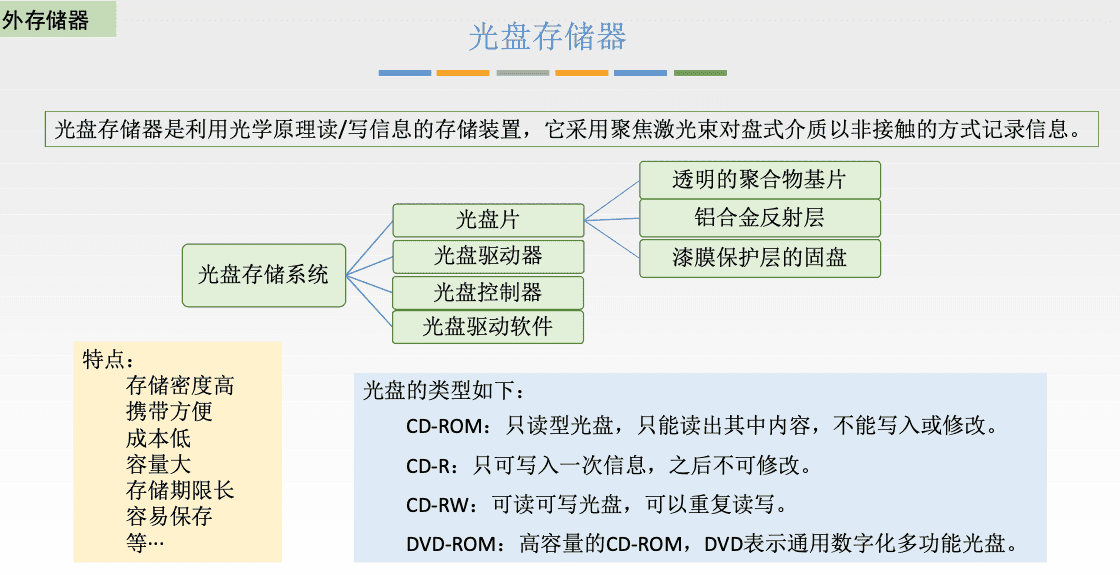 外存储器
光盘存储器
光盘存储器是利用光学原理读/写信息的存储装置，它采用聚焦激光束对盘式介质以非接触的方式记录信息。
光盘存储系统
光盘片
光盘驱动器
光盘控制器
光盘驱动软件
透明的聚合物基片
铝合金反射层
漆膜保护层的固盘
特点：
存储密度高
携带方便
成本低
容量大
存储期限长
容易保存
等…
光盘的类型如下：
CD-ROM：只读型光盘，只能读出其中内容，不能写入或修改。
CD-R：只可写入一次信息，之后不可修改。
CD-RW：可读可写光盘，可以重复读写。
DVD-ROM：高容量的CD-ROM，DVD表示通用数字化多功能光盘。